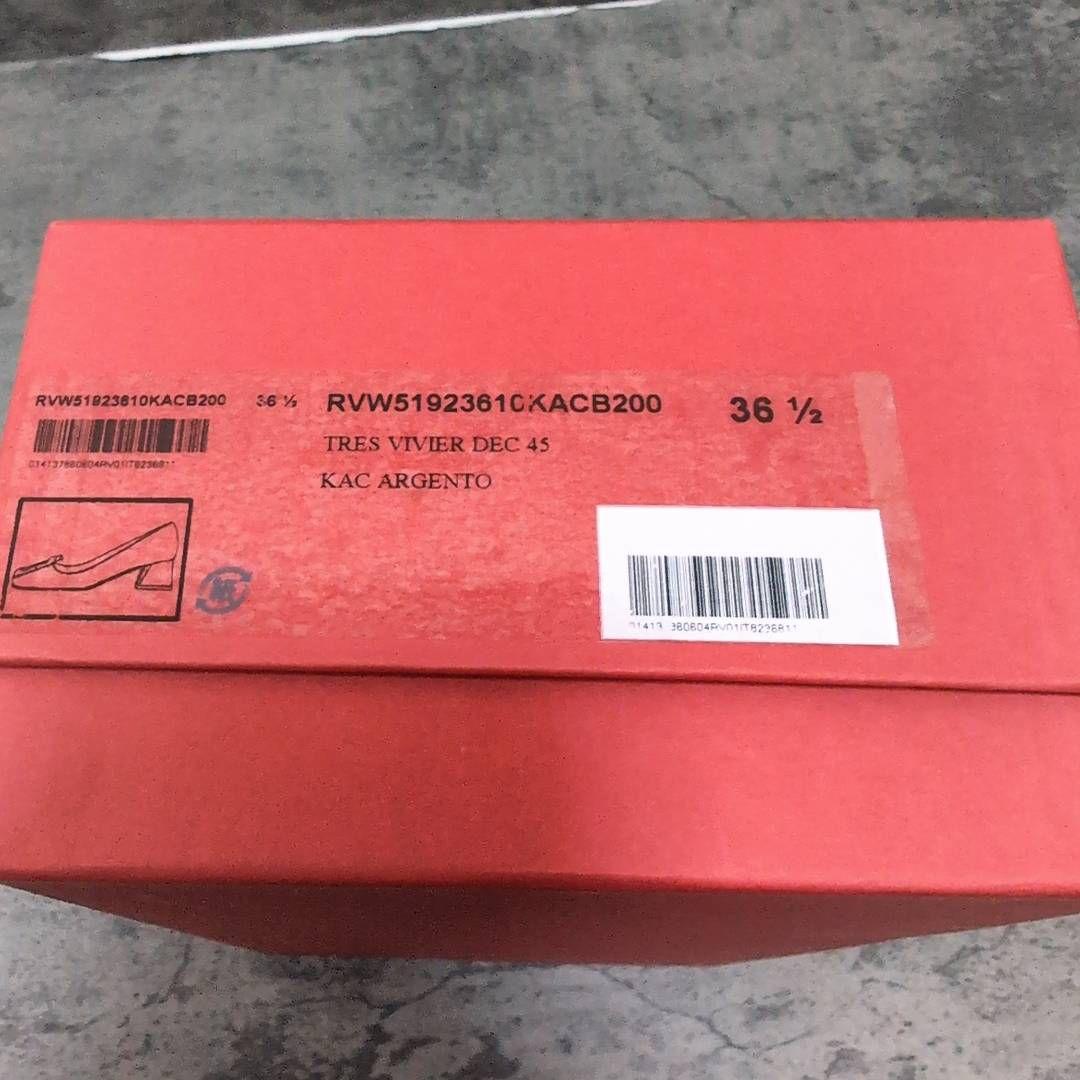 RVW51923610KACB200 36 ½
RVW51923610KACB200 36 ½
TRES VIVIER DEC 45
KAC ARGENTO